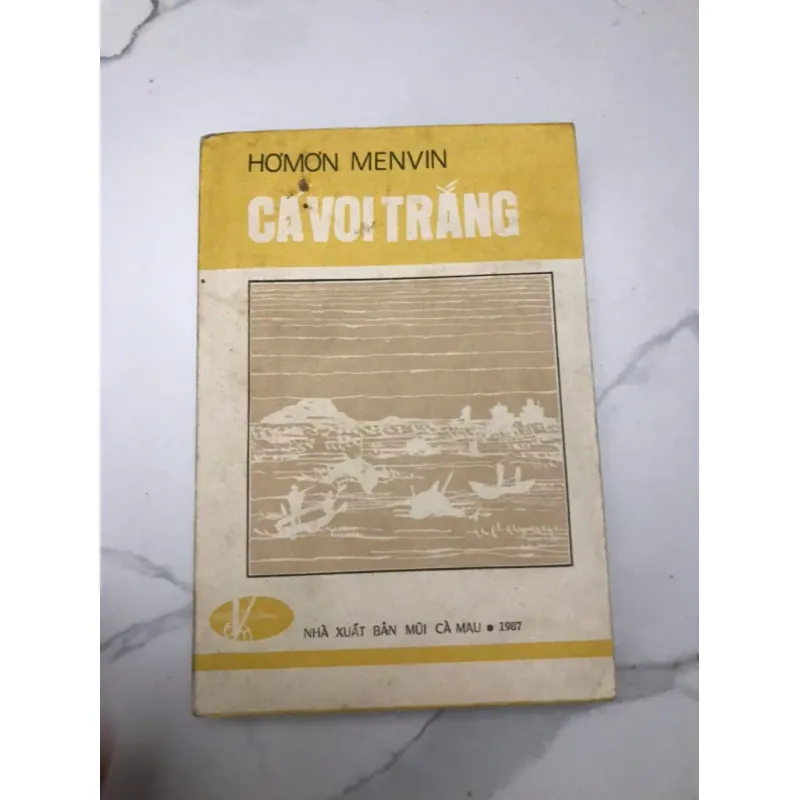 HƠMƠN MENVIN
CÁ VOI TRẮNG
NHÀ XUẤT BẢN MŨI CÀ MAU • 1987